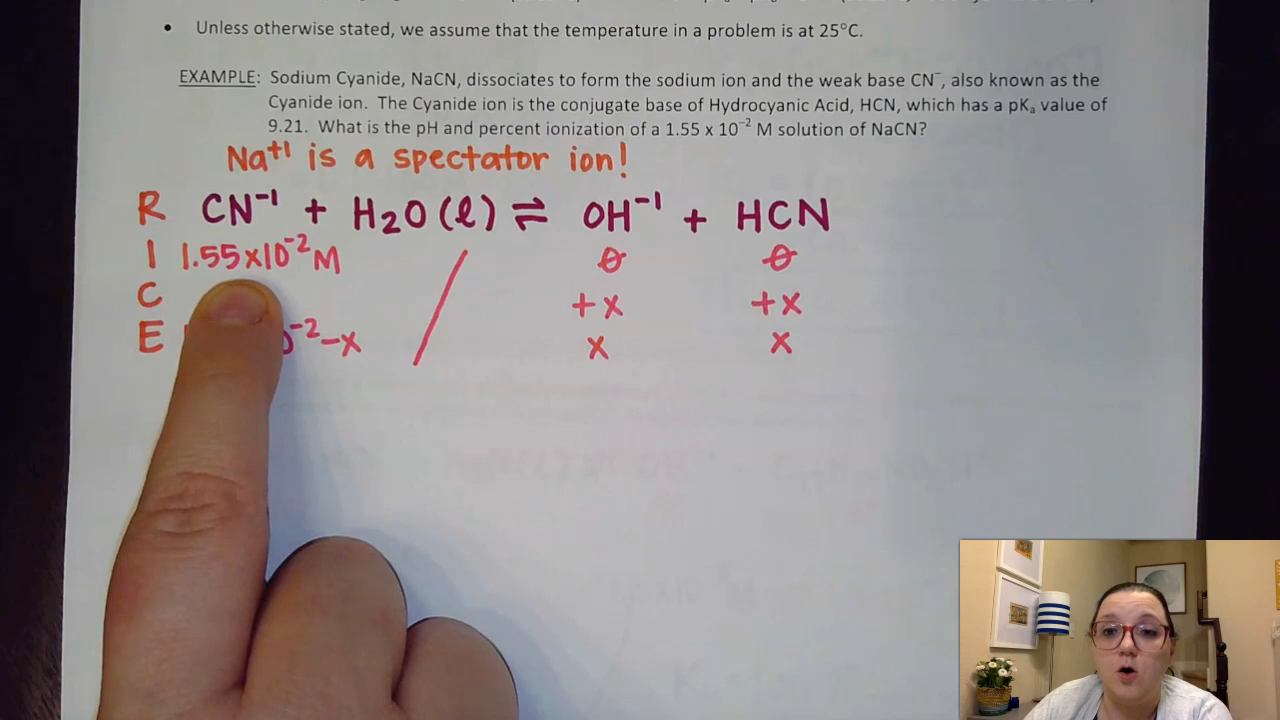 • Unless otherwise stated, we assume that the temperature in a problem is at 25°C.
EXAMPLE: Sodium Cyanide, NaCN, dissociates to form the sodium ion and the weak base CN⁻, also known as the
Cyanide ion. The Cyanide ion is the conjugate base of Hydrocyanic Acid, HCN, which has a pKₐ value of
9.21. What is the pH and percent ionization of a 1.55 x 10⁻² M solution of NaCN?
Na⁺¹ is a spectator ion!
R CN⁻¹ + H₂O (l) ⇌ OH⁻¹ + HCN
I 1.55x10⁻² M 0 0
C +x +x
E ⁻²-x x x